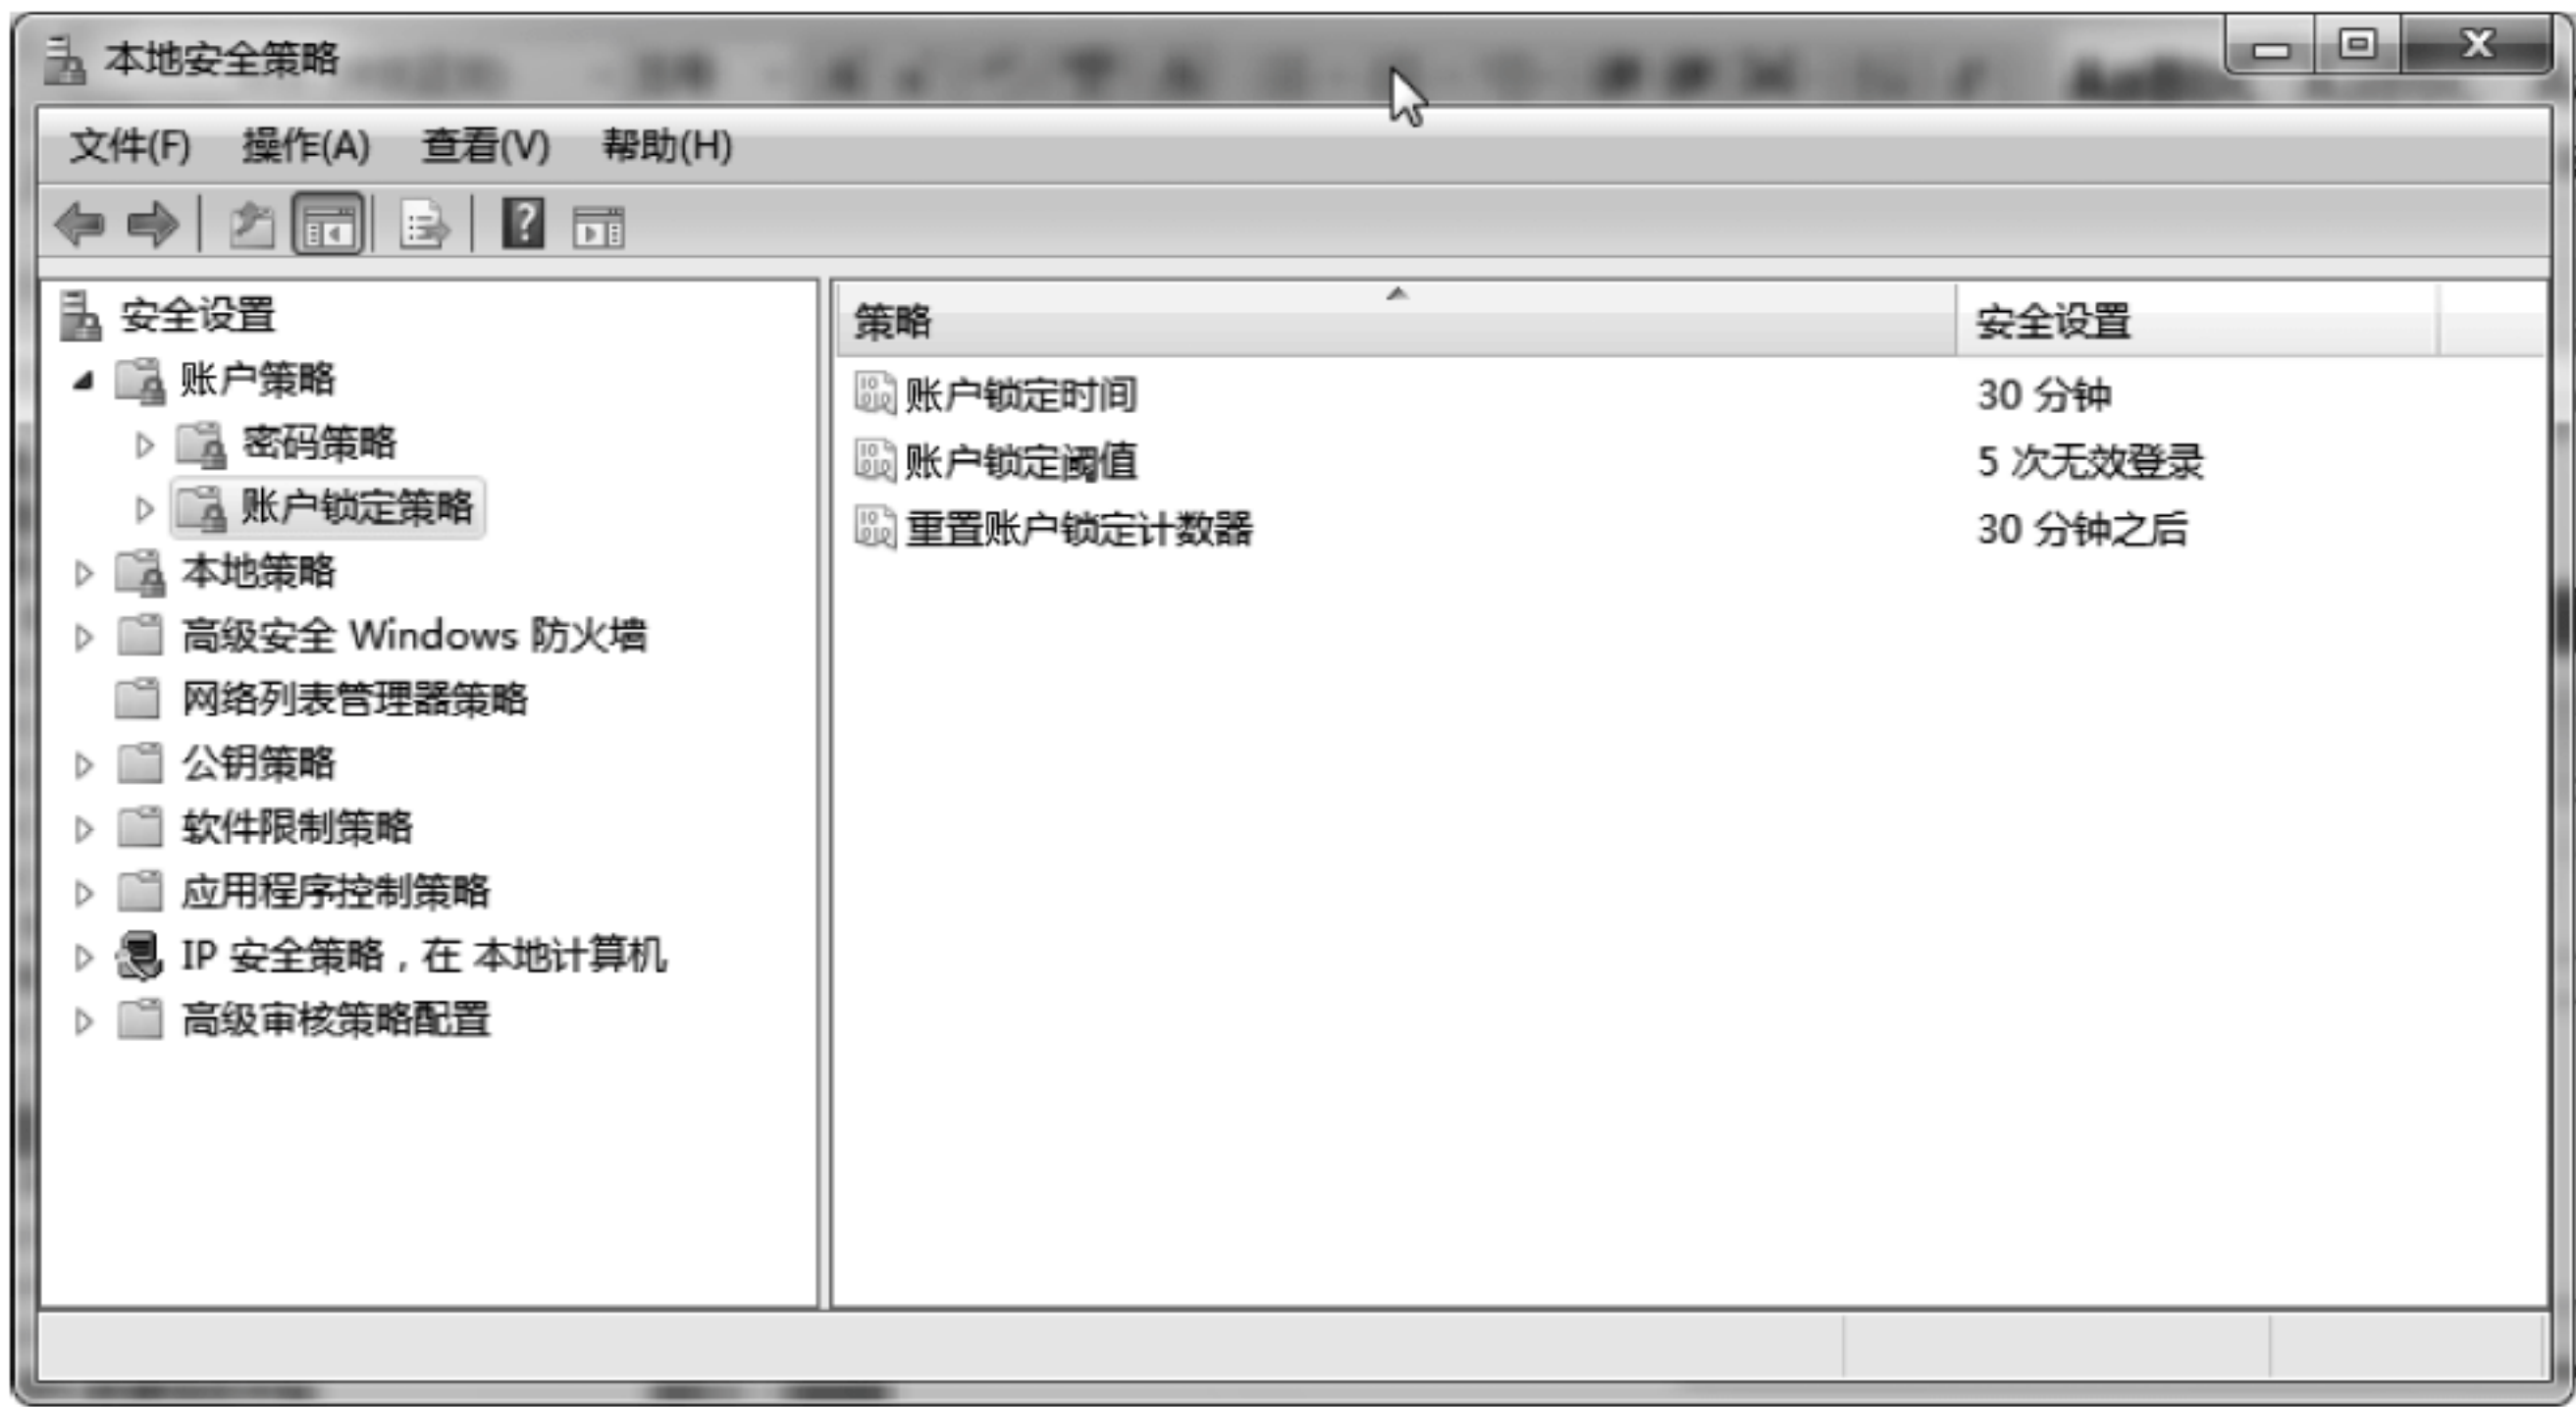 本地安全策略
文件(F) 操作(A) 查看(V) 帮助(H)
安全设置
账户策略
密码策略
账户锁定策略
本地策略
高级安全 Windows 防火墙
网络列表管理器策略
公钥策略
软件限制策略
应用程序控制策略
IP 安全策略，在 本地计算机
高级审核策略配置
策略 安全设置
账户锁定时间 30 分钟
账户锁定阈值 5 次无效登录
重置账户锁定计数器 30 分钟之后